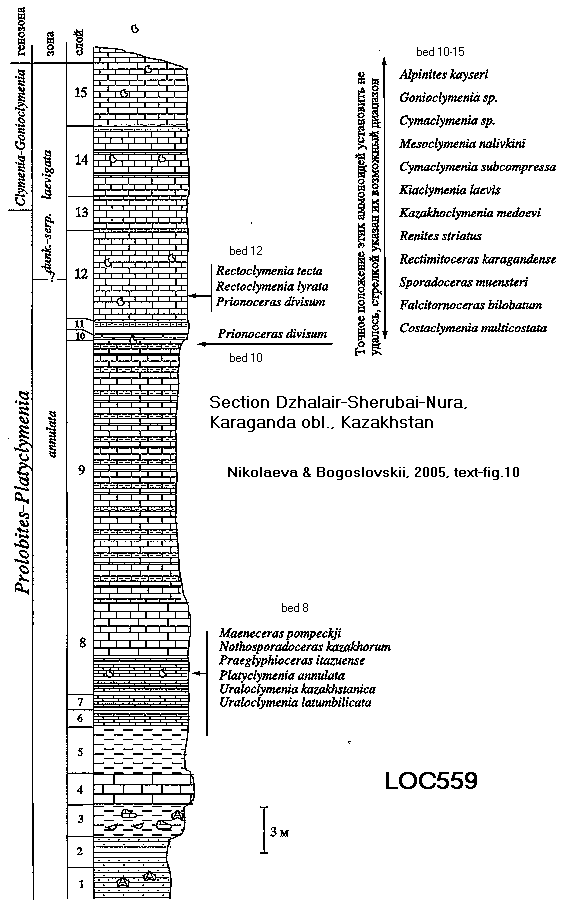 генозона
зона
слой
Clymenia-Gonioclymenia
Prolobites-Platyclymenia
laevigata
dunk.-serp.
annulata
15
14
13
12
11
10
9
8
7
6
5
4
3
2
1
bed 12
Rectoclymenia tecta
Rectoclymenia lyrata
Prionoceras divisum
Prionoceras divisum
bed 10
Точное положение этих аммоноидей установить не
удалось, стрелкой указан их возможный диапазон
bed 10-15
Alpinites kayseri
Gonioclymenia sp.
Cymaclymenia sp.
Mesoclymenia nalivkini
Cymaclymenia subcompressa
Kiaclymenia laevis
Kazakhoclymenia medoevi
Renites striatus
Rectimitoceras karagandense
Sporadoceras muensteri
Falcitornoceras bilobatum
Costaclymenia multicostata
Section Dzhalair-Sherubai-Nura,
Karaganda obl., Kazakhstan
Nikolaeva & Bogoslovskii, 2005, text-fig.10
bed 8
Maeneceras pompeckji
Nothosporadoceras kazakhorum
Praeglyphioceras itazuense
Platyclymenia annulata
Uraloclymenia kazakhstanica
Uraloclymenia latumbilicata
LOC559
3 м